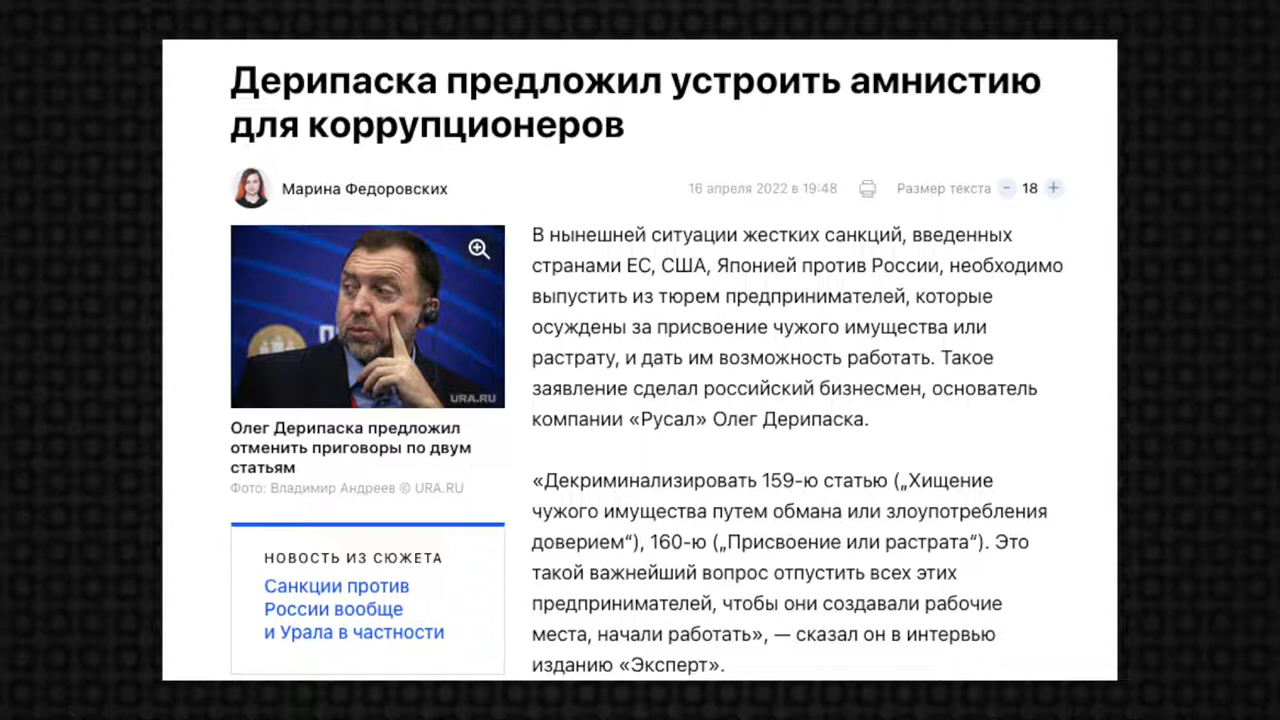 Дерипаска предложил устроить амнистию
для коррупционеров
Марина Федоровских
16 апреля 2022 в 19:48
Размер текста - 18 +
URA.RU
Олег Дерипаска предложил
отменить приговоры по двум
статьям
Фото: Владимир Андреев © URA.RU
НОВОСТЬ ИЗ СЮЖЕТА
Санкции против
России вообще
и Урала в частности
В нынешней ситуации жестких санкций, введенных
странами ЕС, США, Японией против России, необходимо
выпустить из тюрем предпринимателей, которые
осуждены за присвоение чужого имущества или
растрату, и дать им возможность работать. Такое
заявление сделал российский бизнесмен, основатель
компании «Русал» Олег Дерипаска.
«Декриминализировать 159-ю статью („Хищение
чужого имущества путем обмана или злоупотребления
доверием“), 160-ю („Присвоение или растрата“). Это
такой важнейший вопрос отпустить всех этих
предпринимателей, чтобы они создавали рабочие
места, начали работать», — сказал он в интервью
изданию «Эксперт».